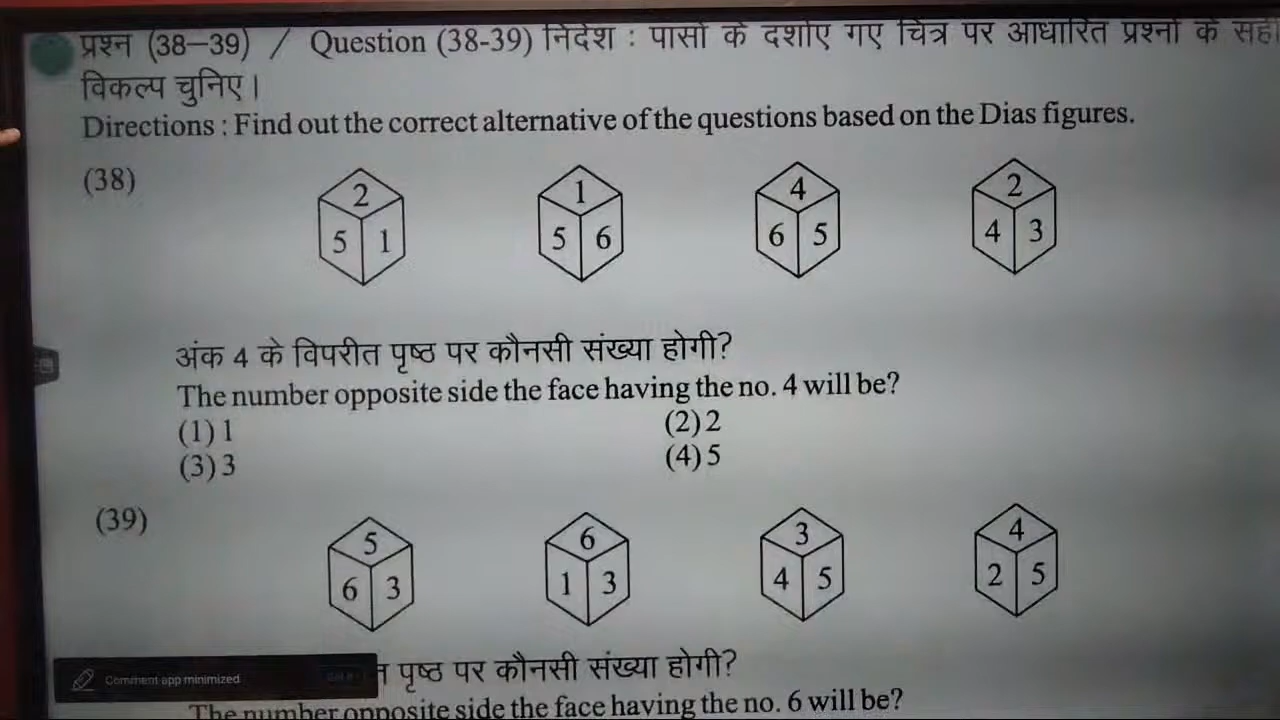 प्रश्न (38–39) / Question (38-39) निर्देश : पासों के दर्शाए गए चित्र पर आधारित प्रश्नों के सही
विकल्प चुनिए।
Directions : Find out the correct alternative of the questions based on the Dias figures.
(38)
2 1 4 2
5 1 5 6 6 5 4 3
अंक 4 के विपरीत पृष्ठ पर कौनसी संख्या होगी?
The number opposite side the face having the no. 4 will be?
(1) 1 (2) 2
(3) 3 (4) 5
(39)
5 6 3 4
6 3 1 3 4 5 2 5
पृष्ठ पर कौनसी संख्या होगी?
Comment app minimized
The number opposite side the face having the no. 6 will be?